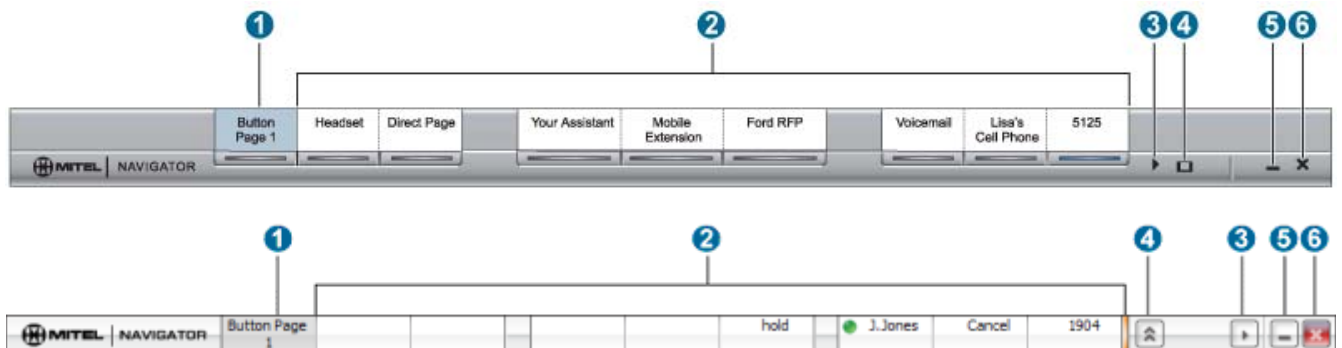 1 2 3 4 5 6
Button Page 1
Headset
Direct Page
Your Assistant
Mobile Extension
Ford RFP
Voicemail
Lisa's Cell Phone
5125
MITEL | NAVIGATOR
1 2 4 3 5 6
MITEL | NAVIGATOR
Button Page 1
hold
J.Jones
Cancel
1904